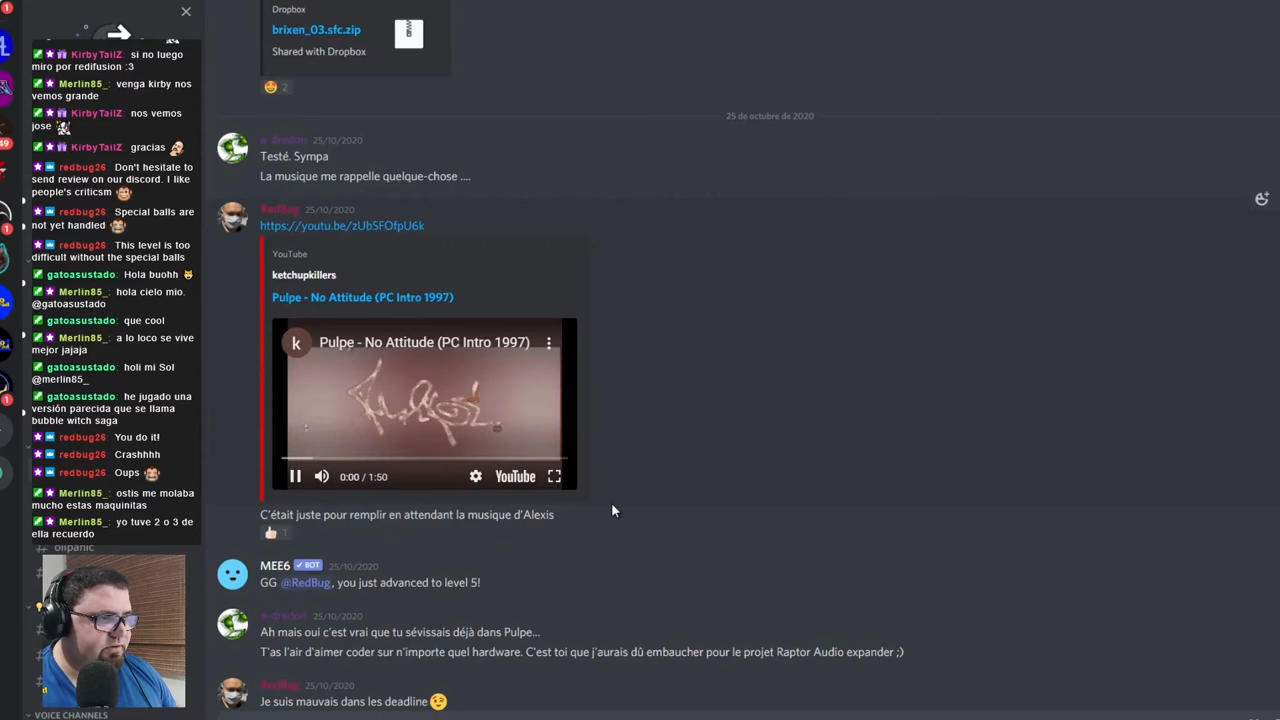 KirbyTailZ: si no luego
miro por redifusion :3
Merlin85_: venga kirby nos
vemos grande
KirbyTailZ: nos vemos
jose
KirbyTailZ: gracias
redbug26: Don't hesitate to
send review on our discord. I like
people's criticsm
redbug26: Special balls are
not yet handled
redbug26: This level is too
difficult without the special balls
gatoasustado: Hola buohh
Merlin85_: hola cielo mio.
@gatoasustado
gatoasustado: que cool
Merlin85_: a lo loco se vive
mejor jajaja
gatoasustado: holi mi Sol
@merlin85_
gatoasustado: he jugado una
versión parecida que se llama
bubble witch saga
redbug26: You do it!
redbug26: Crashhhh
redbug26: Oups
Merlin85_: ostis me molaba
mucho estas maquinitas
Merlin85_: yo tuve 2 o 3 de
ella recuerdo
# olipanic
VOICE CHANNELS
1
49
1
1
Dropbox
brixen_03.sfc.zip
Shared with Dropbox
2
25 de octubre de 2020
e-dredon 25/10/2020
Testé. Sympa
La musique me rappelle quelque-chose ....
RedBug 25/10/2020
https://youtu.be/zUbSFOfpU6k
YouTube
ketchupkillers
Pulpe - No Attitude (PC Intro 1997)
k Pulpe - No Attitude (PC Intro 1997)
0:00 / 1:50 YouTube
C'était juste pour remplir en attendant la musique d'Alexis
1
MEE6 BOT 25/10/2020
GG @RedBug, you just advanced to level 5!
e-dredon 25/10/2020
Ah mais oui c'est vrai que tu sévissais déjà dans Pulpe...
T'as l'air d'aimer coder sur n'importe quel hardware. C'est toi que j'aurais dû embaucher pour le projet Raptor Audio expander ;)
RedBug 25/10/2020
Je suis mauvais dans les deadline